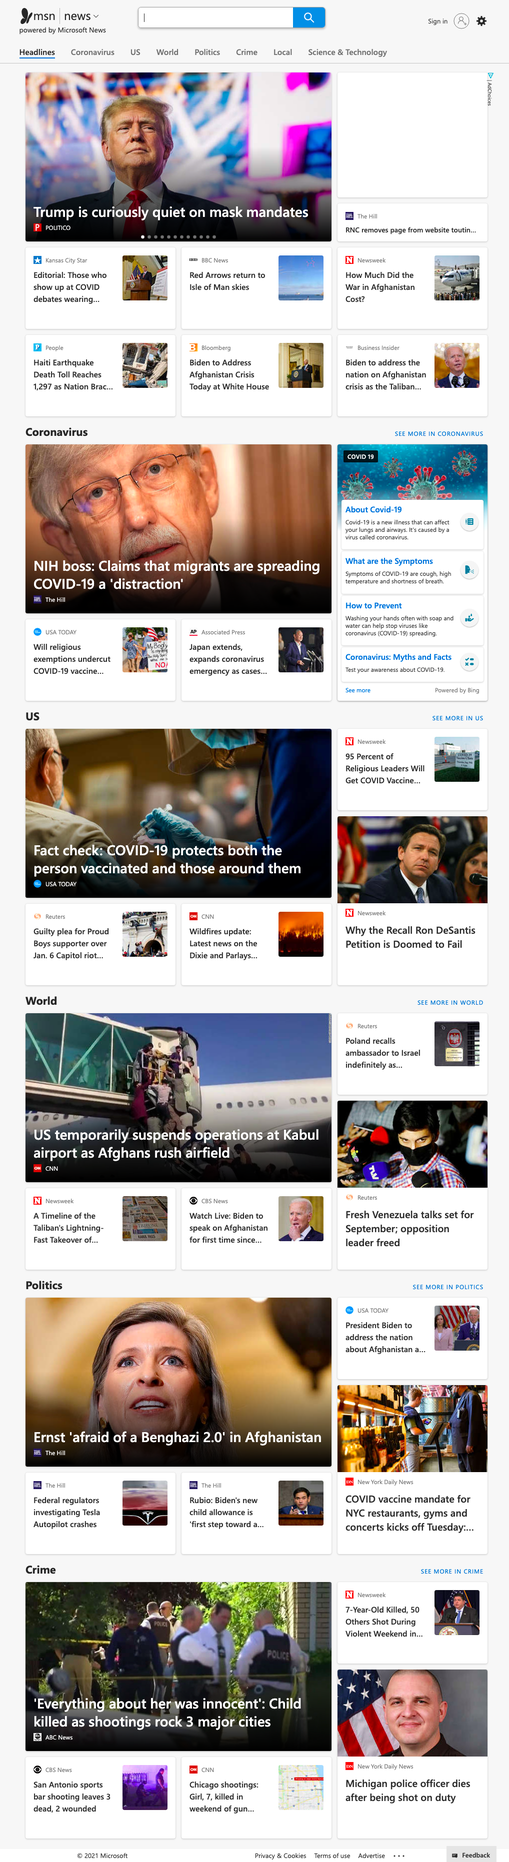 msn | news
powered by Microsoft News
Sign in
Headlines
Coronavirus
US
World
Politics
Crime
Local
Science & Technology
Trump is curiously quiet on mask mandates
POLITICO
AdChoices
The Hill
RNC removes page from website toutin...
Kansas City Star
Editorial: Those who
show up at COVID
debates wearing...
BBC News
Red Arrows return to
Isle of Man skies
Newsweek
How Much Did the
War in Afghanistan
Cost?
People
Haiti Earthquake
Death Toll Reaches
1,297 as Nation Brac...
Bloomberg
Biden to Address
Afghanistan Crisis
Today at White House
Business Insider
Biden to address the
nation on Afghanistan
crisis as the Taliban...
Coronavirus
SEE MORE IN CORONAVIRUS
NIH boss: Claims that migrants are spreading
COVID-19 a 'distraction'
The Hill
USA TODAY
Will religious
exemptions undercut
COVID-19 vaccine...
Associated Press
Japan extends,
expands coronavirus
emergency as cases...
COVID 19
About Covid-19
Covid-19 is a new illness that can affect
your lungs and airways. It's caused by a
virus called coronavirus.
What are the Symptoms
Symptoms of COVID-19 are cough, high
temperature and shortness of breath.
How to Prevent
Washing your hands often with soap and
water can help stop viruses like
coronavirus (COVID-19) spreading.
Coronavirus: Myths and Facts
Test your awareness about COVID-19.
See more
Powered by Bing
US
SEE MORE IN US
Fact check: COVID-19 protects both the
person vaccinated and those around them
USA TODAY
Newsweek
95 Percent of
Religious Leaders Will
Get COVID Vaccine...
Newsweek
Why the Recall Ron DeSantis
Petition is Doomed to Fail
Reuters
Guilty plea for Proud
Boys supporter over
Jan. 6 Capitol riot...
CNN
Wildfires update:
Latest news on the
Dixie and Parlays...
World
SEE MORE IN WORLD
US temporarily suspends operations at Kabul
airport as Afghans rush airfield
CNN
Reuters
Poland recalls
ambassador to Israel
indefinitely as...
Reuters
Fresh Venezuela talks set for
September; opposition
leader freed
Newsweek
A Timeline of the
Taliban's Lightning-
Fast Takeover of...
CBS News
Watch Live: Biden to
speak on Afghanistan
for first time since...
Politics
SEE MORE IN POLITICS
Ernst 'afraid of a Benghazi 2.0' in Afghanistan
The Hill
USA TODAY
President Biden to
address the nation
about Afghanistan a...
New York Daily News
COVID vaccine mandate for
NYC restaurants, gyms and
concerts kicks off Tuesday:...
The Hill
Federal regulators
investigating Tesla
Autopilot crashes
The Hill
Rubio: Biden's new
child allowance is
'first step toward a...
Crime
SEE MORE IN CRIME
'Everything about her was innocent': Child
killed as shootings rock 3 major cities
ABC News
Newsweek
7-Year-Old Killed, 50
Others Shot During
Violent Weekend in...
New York Daily News
Michigan police officer dies
after being shot on duty
CBS News
San Antonio sports
bar shooting leaves 3
dead, 2 wounded
CNN
Chicago shootings:
Girl, 7, killed in
weekend of gun...
© 2021 Microsoft
Privacy & Cookies
Terms of use
Advertise
Feedback